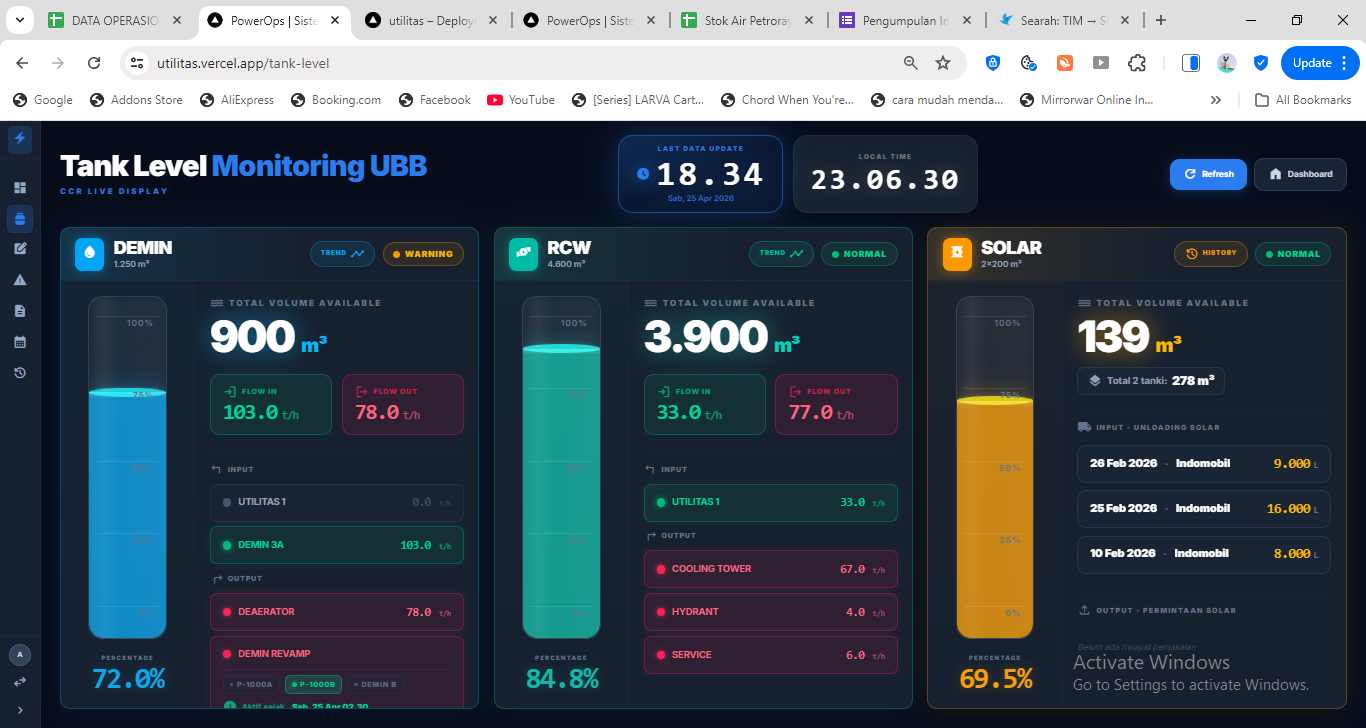 DATA OPERASIO
PowerOps | Siste
utilitas – Deploy
PowerOps | Siste
Stok Air Petroray
Pengumpulan In
Searah: TIM → S
utilitas.vercel.app/tank-level
Update
Google
Addons Store
AliExpress
Booking.com
Facebook
YouTube
[Series] LARVA Cart...
Chord When You're...
cara mudah menda...
Mirrorwar Online In...
All Bookmarks
Tank Level Monitoring UBB
CCR LIVE DISPLAY
LAST DATA UPDATE
18.34
Sab, 25 Apr 2026
LOCAL TIME
23.06.30
Refresh
Dashboard
DEMIN
1.250 m³
TREND
WARNING
100%
75%
PERCENTAGE
72.0%
TOTAL VOLUME AVAILABLE
900 m³
FLOW IN
103.0 t/h
FLOW OUT
78.0 t/h
INPUT
UTILITAS 1 0.0 t/h
DEMIN 3A 103.0 t/h
OUTPUT
DEAERATOR 78.0 t/h
DEMIN REVAMP
P-1000A
P-1000B
DEMIN B
Aktif sejak Sab, 25 Apr 02.30
RCW
4.600 m³
TREND
NORMAL
100%
PERCENTAGE
84.8%
TOTAL VOLUME AVAILABLE
3.900 m³
FLOW IN
33.0 t/h
FLOW OUT
77.0 t/h
INPUT
UTILITAS 1 33.0 t/h
OUTPUT
COOLING TOWER 67.0 t/h
HYDRANT 4.0 t/h
SERVICE 6.0 t/h
SOLAR
2×200 m³
HISTORY
NORMAL
100%
75%
50%
25%
0%
PERCENTAGE
69.5%
TOTAL VOLUME AVAILABLE
139 m³
Total 2 tanki: 278 m³
INPUT - UNLOADING SOLAR
26 Feb 2026 - Indomobil 9.000 L
25 Feb 2026 - Indomobil 16.000 L
10 Feb 2026 - Indomobil 8.000 L
OUTPUT - PERMINTAAN SOLAR
Belum ada riwayat pemakaian
Activate Windows
Go to Settings to activate Windows.
A